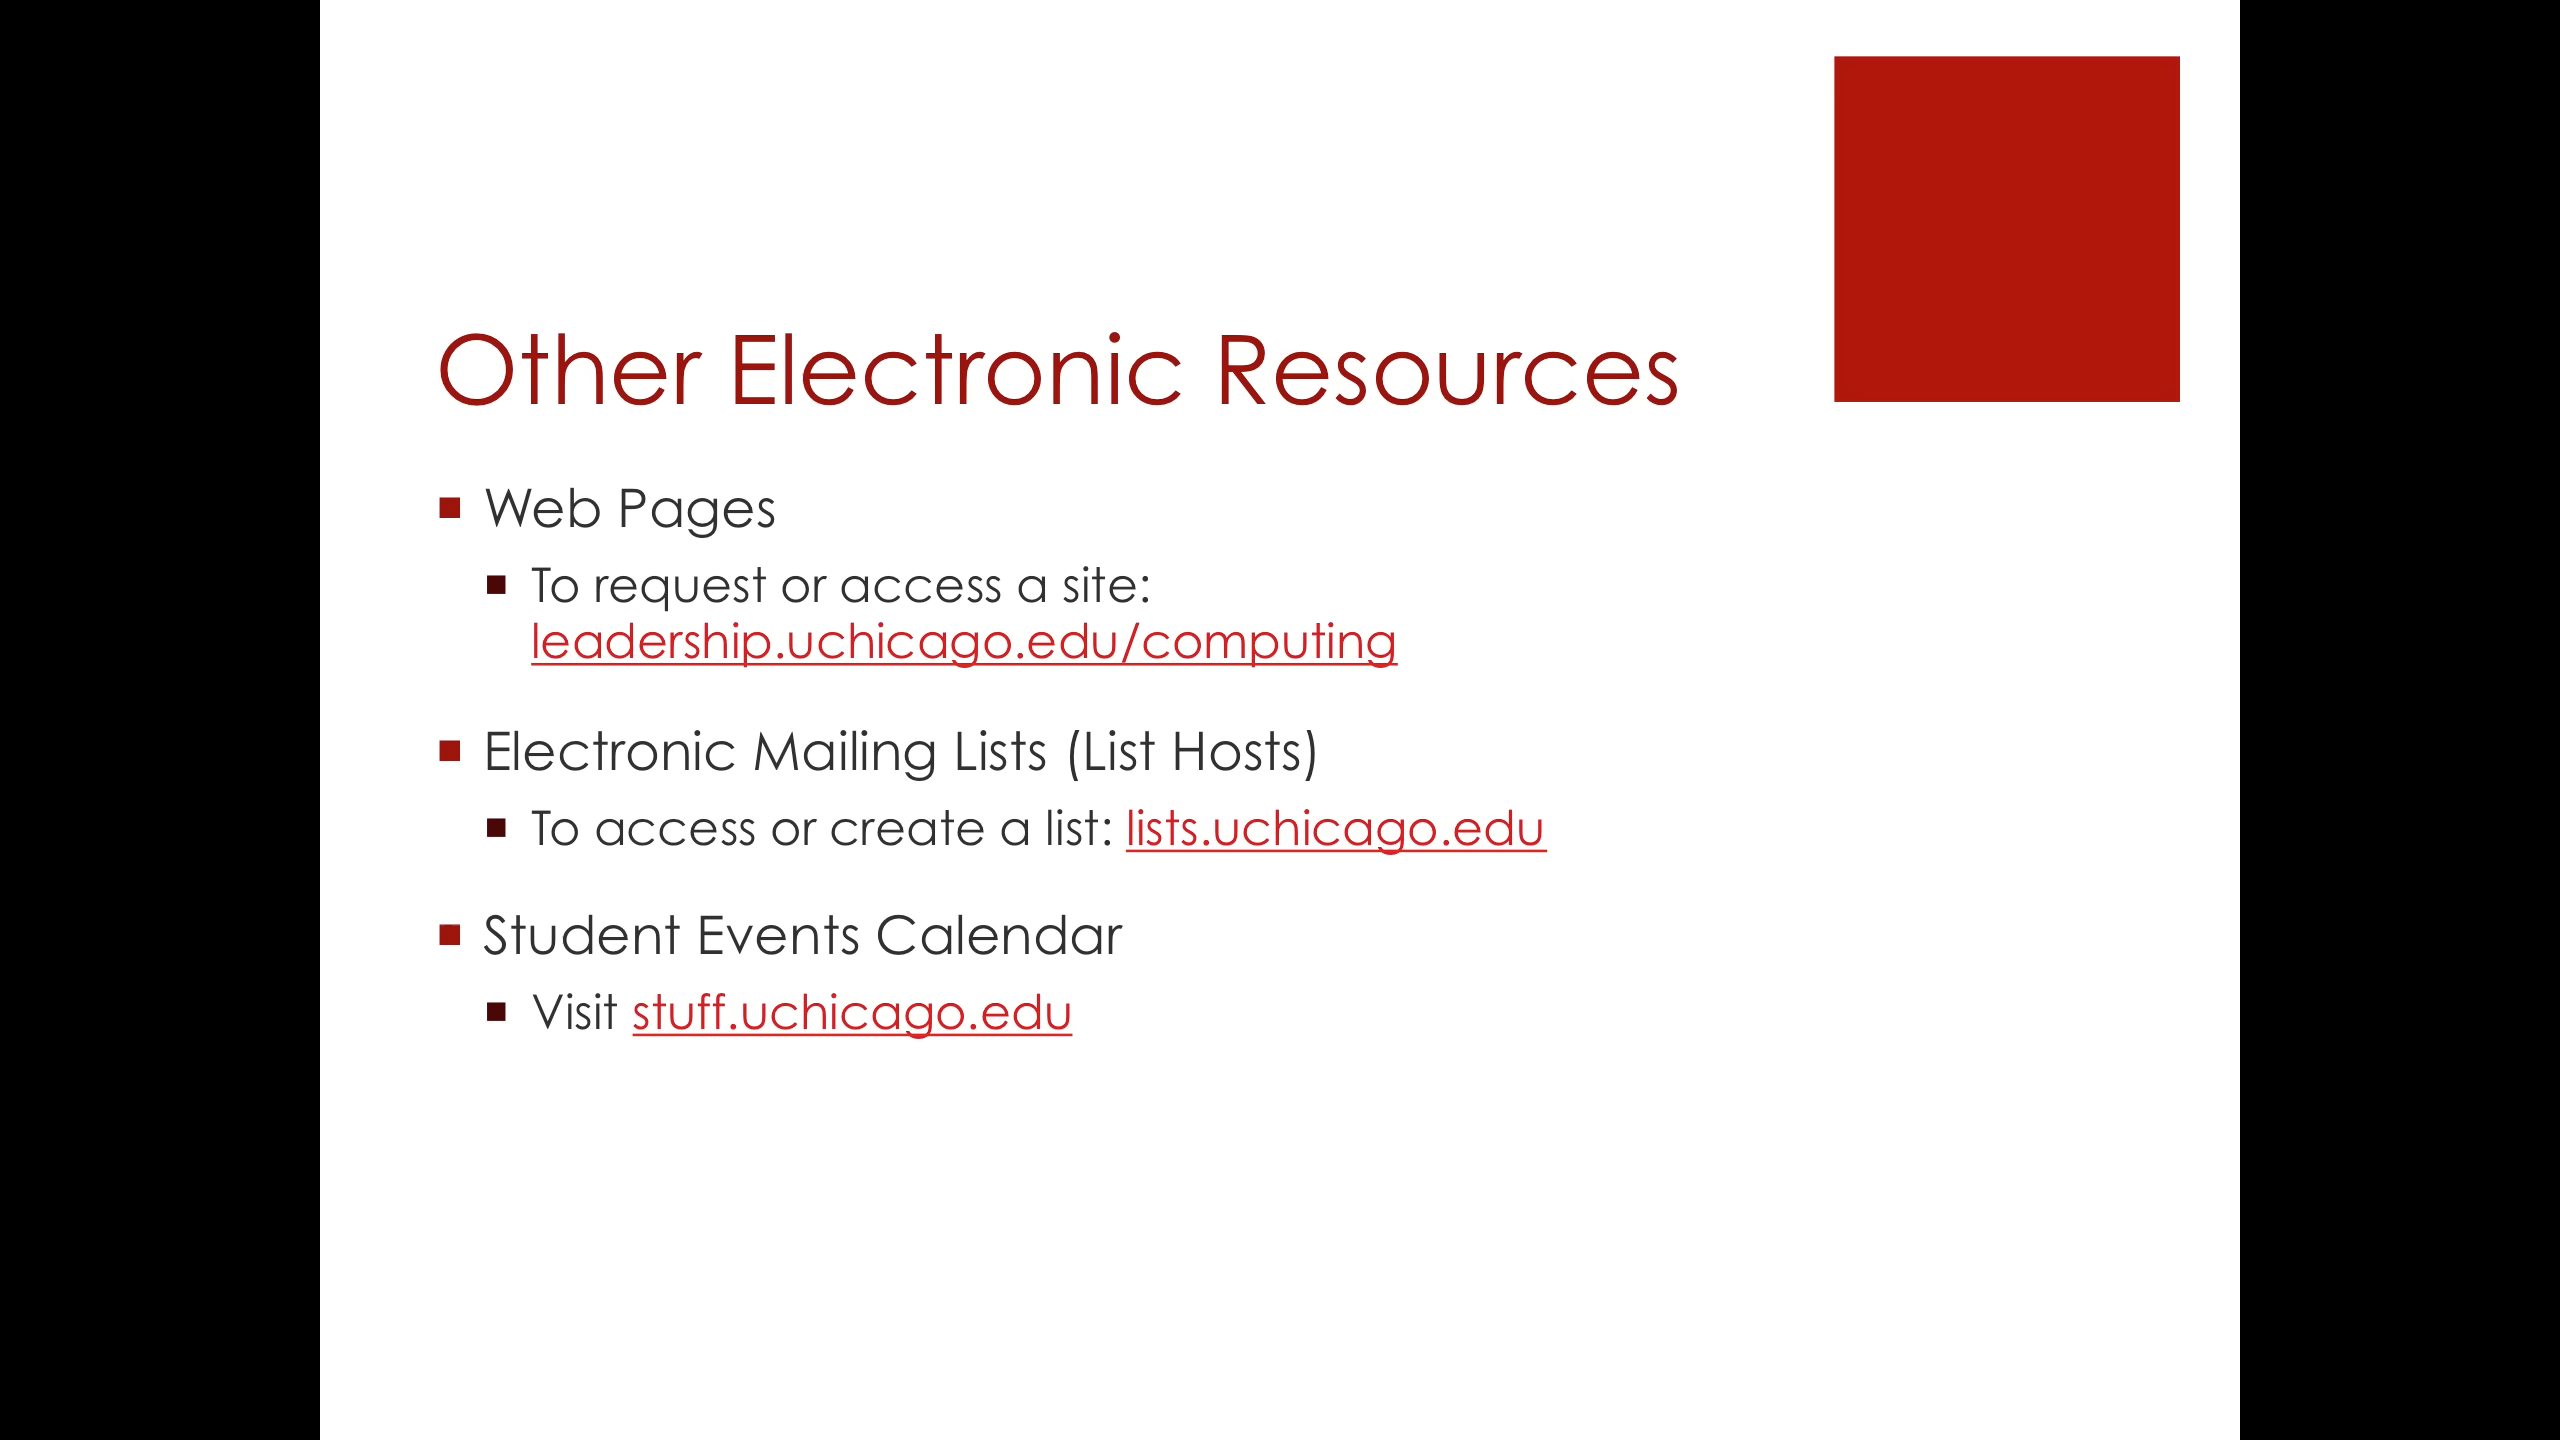 Other Electronic Resources
Web Pages
To request or access a site:
leadership.uchicago.edu/computing
Electronic Mailing Lists (List Hosts)
To access or create a list: lists.uchicago.edu
Student Events Calendar
Visit stuff.uchicago.edu